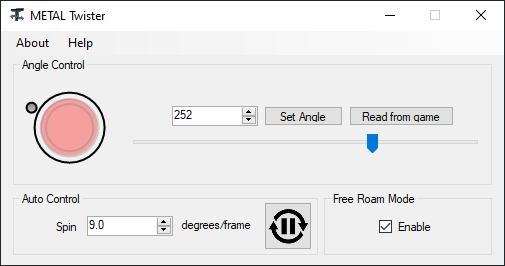 METAL Twister
About Help
Angle Control
252
Set Angle
Read from game
Auto Control
Spin 9.0 degrees/frame
Free Roam Mode
Enable